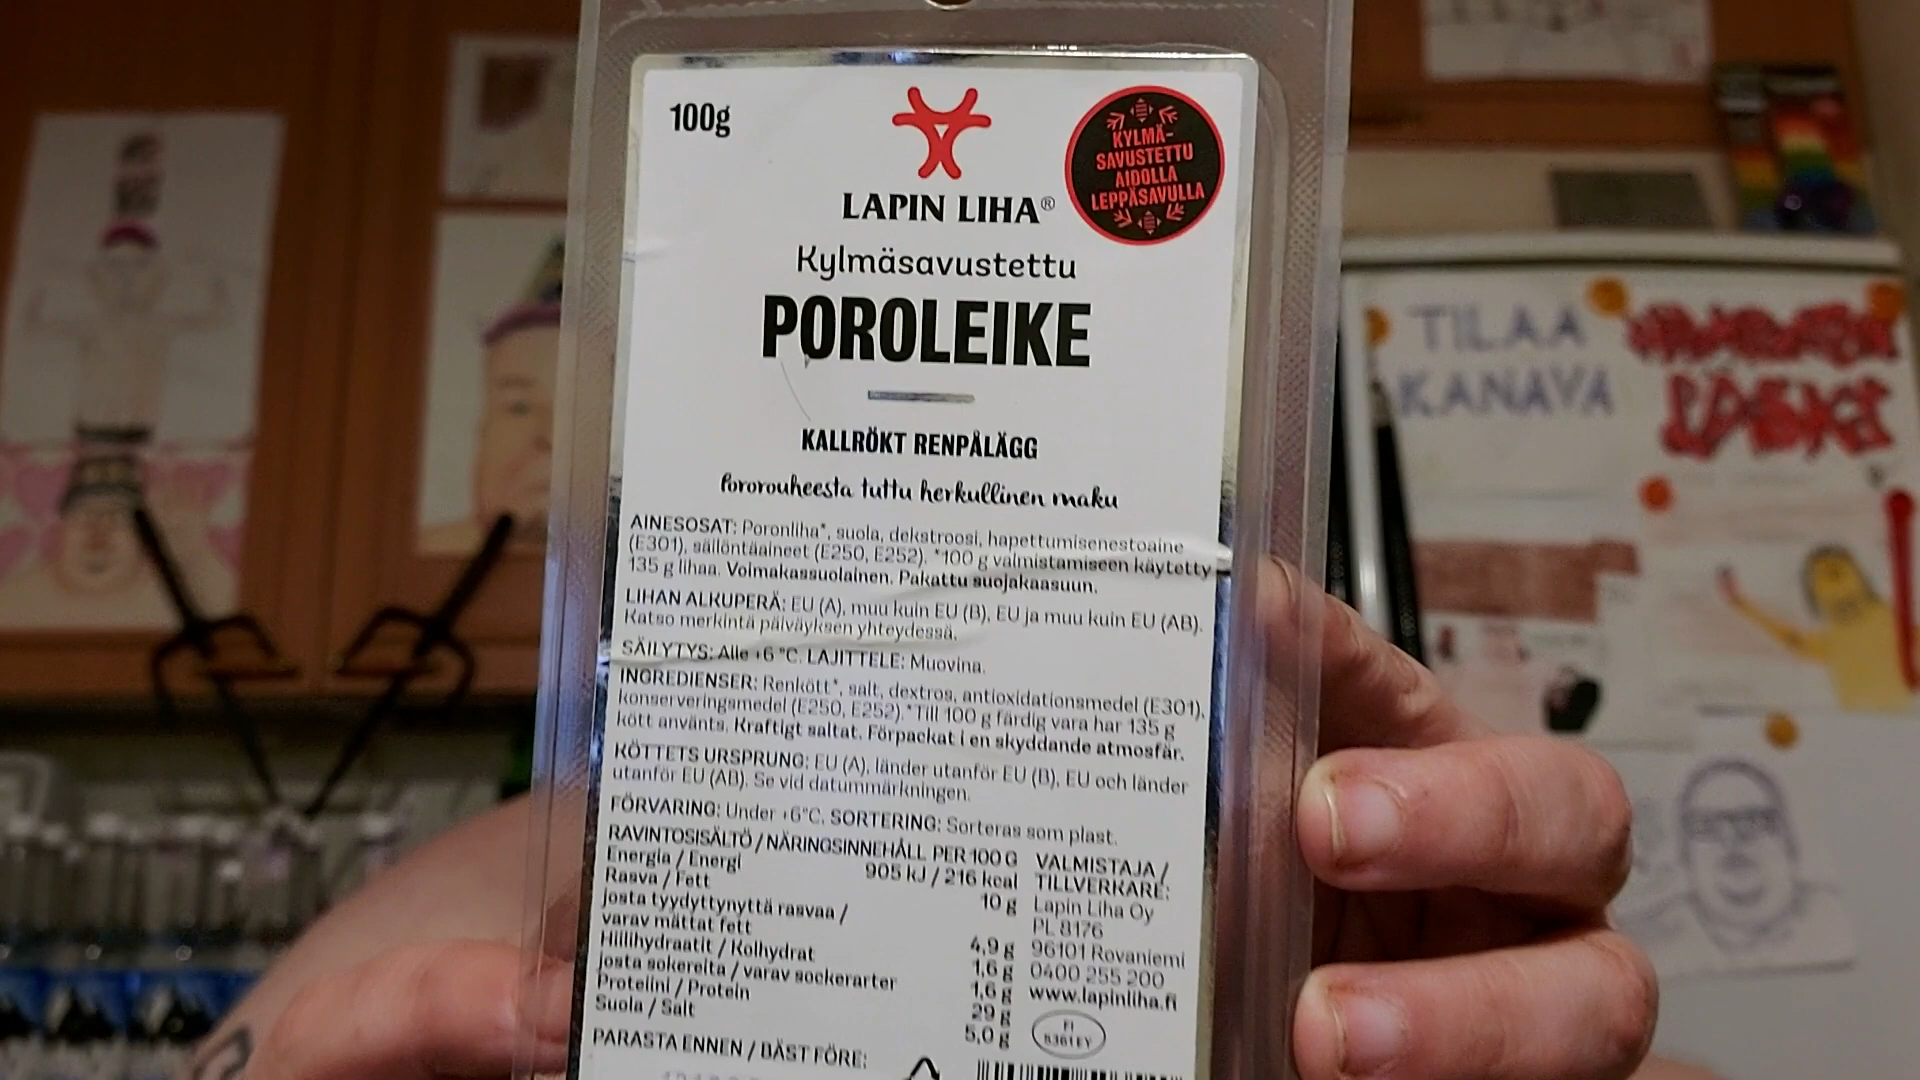 100g
LAPIN LIHA®
KYLMÄ-
SAVUSTETTU
AIDOLLA
LEPPÄSAVULLA
Kylmäsavustettu
POROLEIKE
KALLRÖKT RENPÅLÄGG
Pororouheesta tuttu herkullinen maku
AINESOSAT: Poronliha*, suola, dekstroosi, hapettumisenestoaine
(E301), säilöntäaineet (E250, E252). *100 g valmistamiseen käytetty
135 g lihaa. Voimakassuolainen. Pakattu suojakaasuun.
LIHAN ALKUPERÄ: EU (A), muu kuin EU (B), EU ja muu kuin EU (AB).
Katso merkintä päiväyksen yhteydessä.
SÄILYTYS: Alle +6 °C. LAJITTELE: Muovina.
INGREDIENSER: Renkött*, salt, dextros, antioxidationsmedel (E301),
konserveringsmedel (E250, E252). *Till 100 g färdig vara har 135 g
kött använts. Kraftigt saltat. Förpackat i en skyddande atmosfär.
KÖTTETS URSPRUNG: EU (A), länder utanför EU (B), EU och länder
utanför EU (AB). Se vid datummärkningen.
FÖRVARING: Under +6°C. SORTERING: Sorteras som plast.
RAVINTOSISÄLTÖ / NÄRINGSINNEHÅLL PER 100 G
Energia / Energi 905 kJ / 216 kcal
Rasva / Fett 10 g
josta tyydyttynyttä rasvaa /
varav mättat fett 4,9 g
Hiilihydraatit / Kolhydrat 1,6 g
josta sokereita / varav sockerarter 1,6 g
Proteiini / Protein 29 g
Suola / Salt 5,0 g
VALMISTAJA /
TILLVERKARE:
Lapin Liha Oy
PL 8176
96101 Rovaniemi
0400 255 200
www.lapinliha.fi
FI
PARASTA ENNEN / BÄST FÖRE:
TILAA
KANAVA